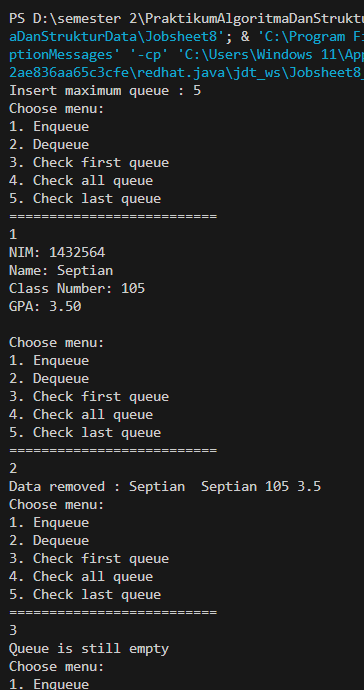 PS D:\semester 2\PraktikumAlgoritmaDanStrukt
aDanStrukturData\Jobsheet8'; & 'C:\Program Fi
ptionMessages' '-cp' 'C:\Users\Windows 11\App
2ae836aa65c3cfe\redhat.java\jdt_ws\Jobsheet8_
Insert maximum queue : 5
Choose menu:
1. Enqueue
2. Dequeue
3. Check first queue
4. Check all queue
5. Check last queue
==========================
1
NIM: 1432564
Name: Septian
Class Number: 105
GPA: 3.50
Choose menu:
1. Enqueue
2. Dequeue
3. Check first queue
4. Check all queue
5. Check last queue
==========================
2
Data removed : Septian  Septian 105 3.5
Choose menu:
1. Enqueue
2. Dequeue
3. Check first queue
4. Check all queue
5. Check last queue
==========================
3
Queue is still empty
Choose menu:
1. Enqueue